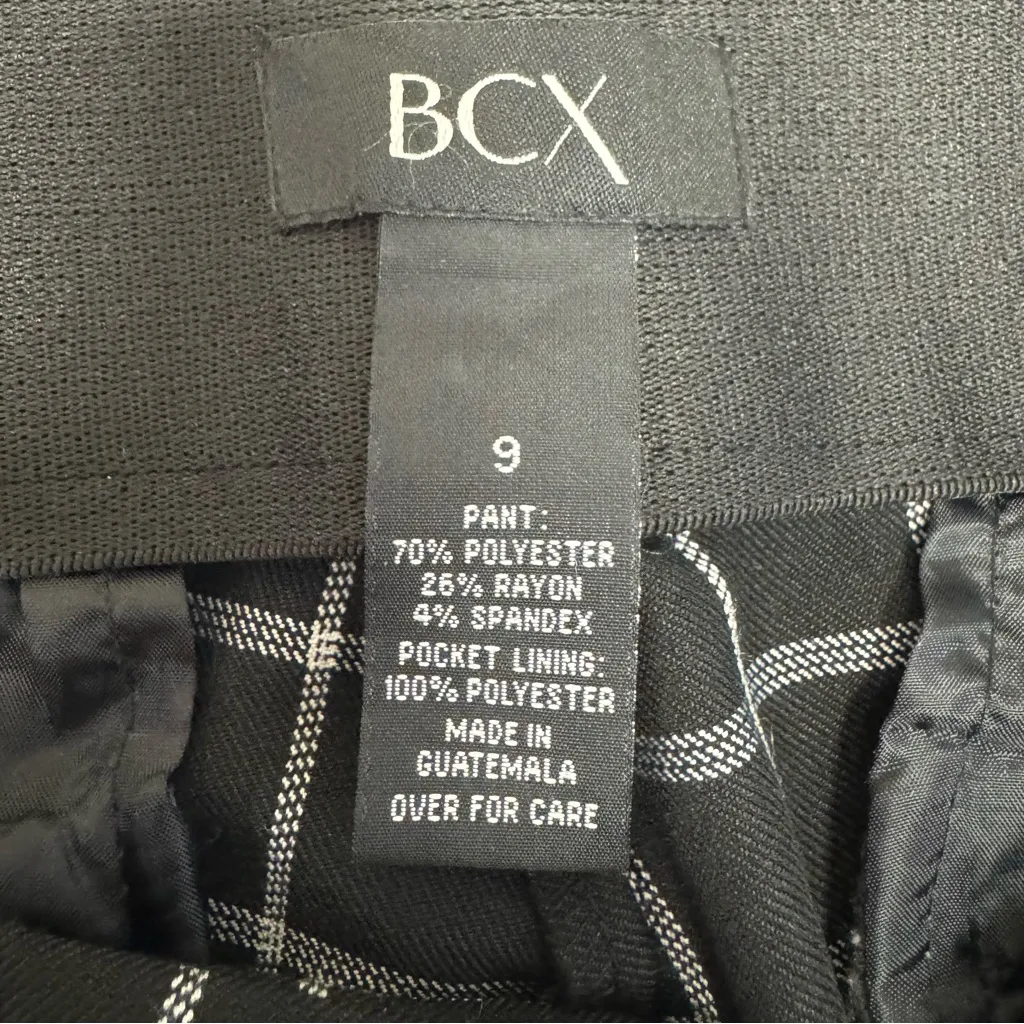 BCX
9
PANT:
70% POLYESTER
26% RAYON
4% SPANDEX
POCKET LINING:
100% POLYESTER
MADE IN
GUATEMALA
OVER FOR CARE